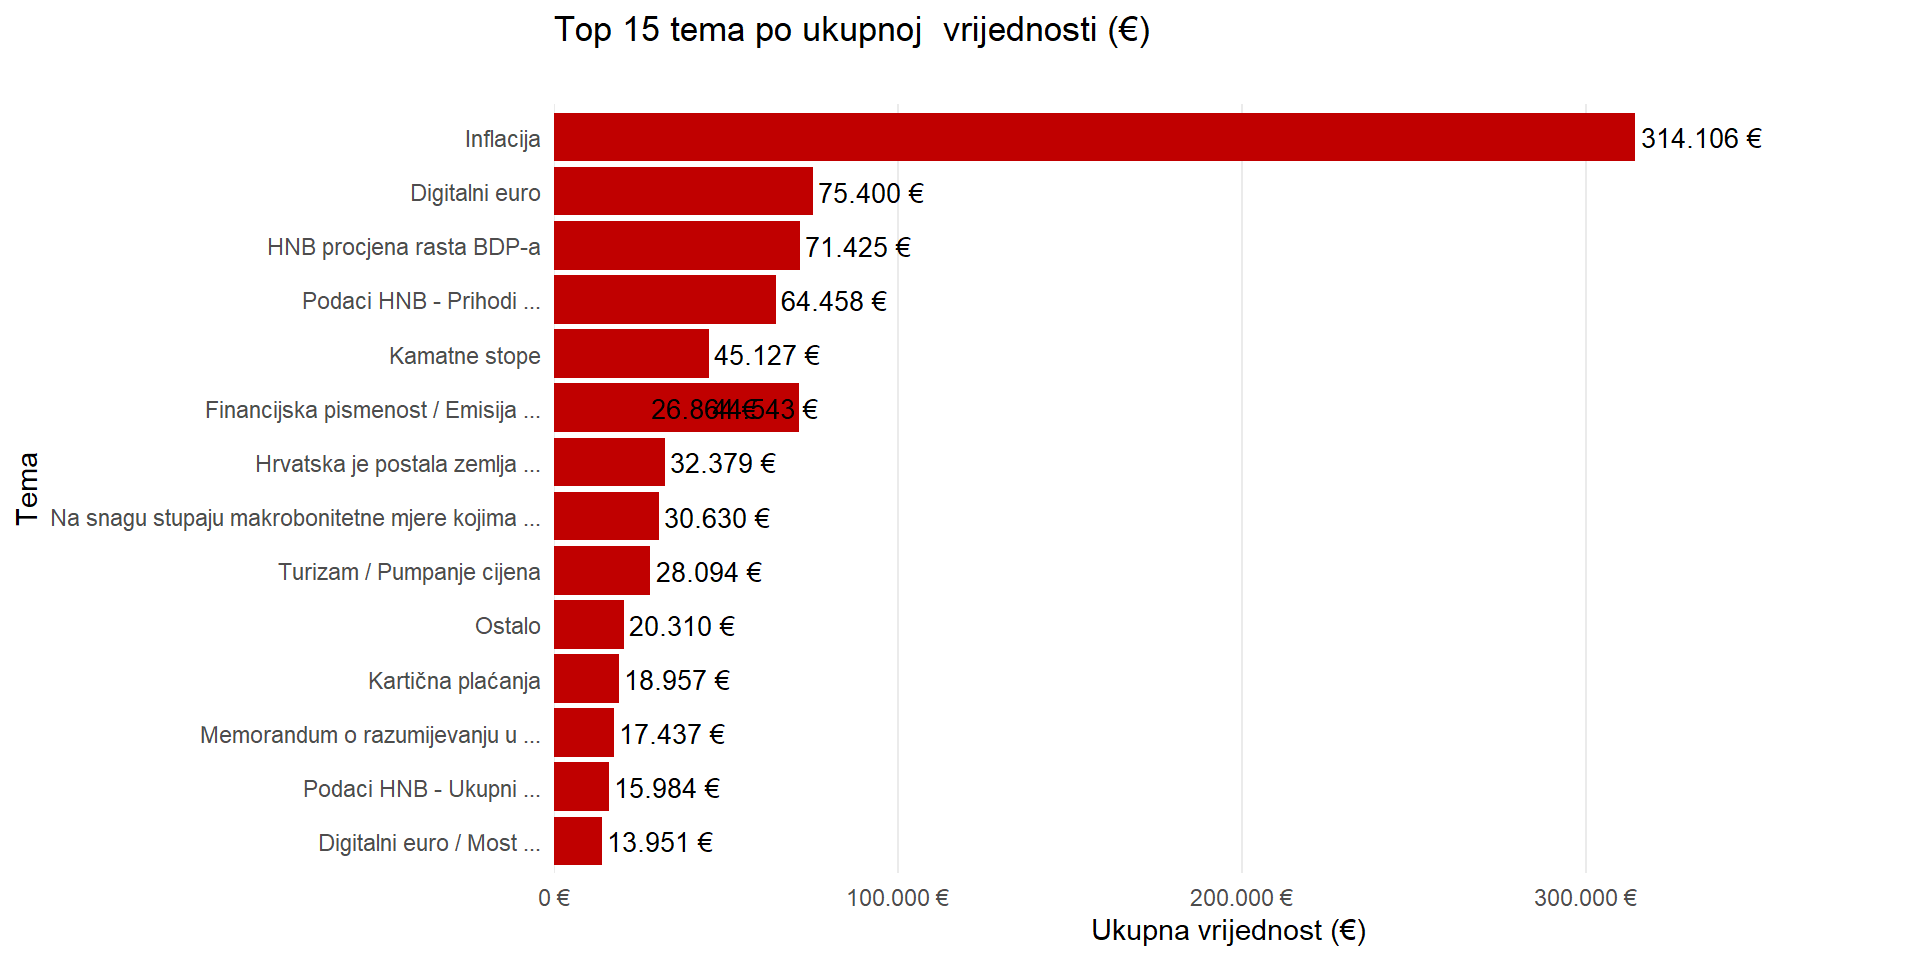 Top 15 tema po ukupnoj  vrijednosti (€)
Tema
Inflacija 314.106 €
Digitalni euro 75.400 €
HNB procjena rasta BDP-a 71.425 €
Podaci HNB - Prihodi ... 64.458 €
Kamatne stope 45.127 €
Financijska pismenost / Emisija ... 26.864 € 44.543 €
Hrvatska je postala zemlja ... 32.379 €
Na snagu stupaju makrobonitetne mjere kojima ... 30.630 €
Turizam / Pumpanje cijena 28.094 €
Ostalo 20.310 €
Kartična plaćanja 18.957 €
Memorandum o razumijevanju u ... 17.437 €
Podaci HNB - Ukupni ... 15.984 €
Digitalni euro / Most ... 13.951 €
0 € 100.000 € 200.000 € 300.000 €
Ukupna vrijednost (€)